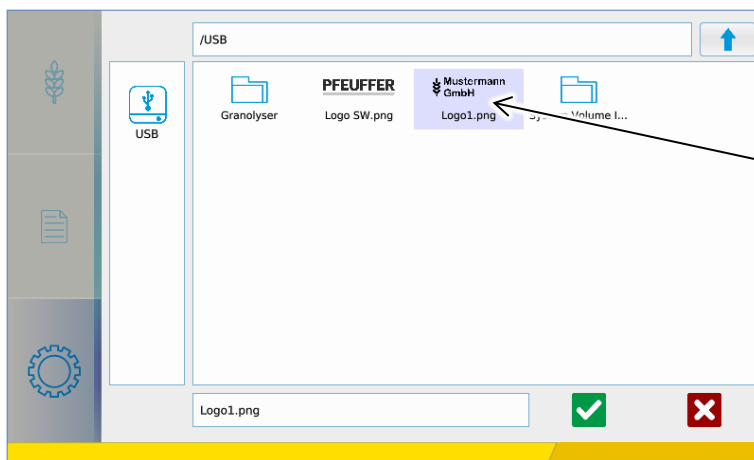 /USB
USB
Granolyser
PFEUFFER
Logo SW.png
Mustermann
GmbH
Logo1.png
Volume I...
Logo1.png